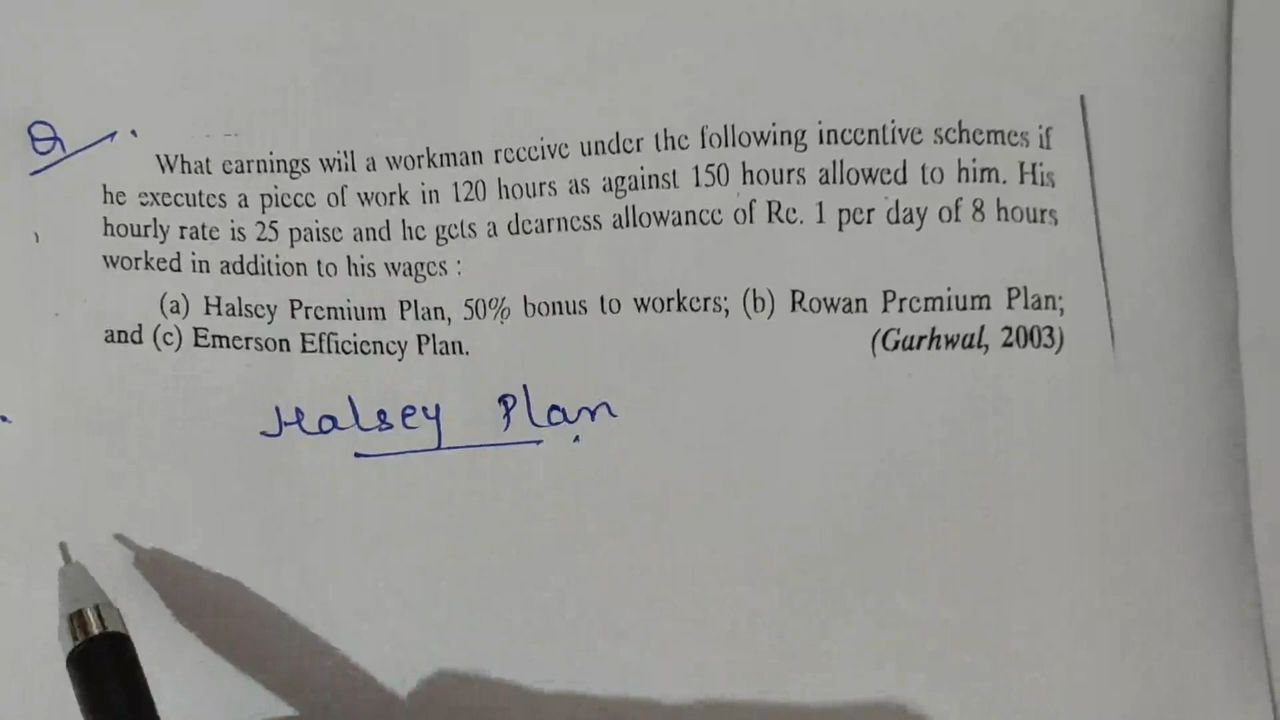 Q
What earnings will a workman receive under the following incentive schemes if
he executes a piece of work in 120 hours as against 150 hours allowed to him. His
hourly rate is 25 paise and he gets a dearness allowance of Re. 1 per day of 8 hours
worked in addition to his wages :
(a) Halsey Premium Plan, 50% bonus to workers; (b) Rowan Premium Plan;
and (c) Emerson Efficiency Plan. (Garhwal, 2003)
Halsey Plan